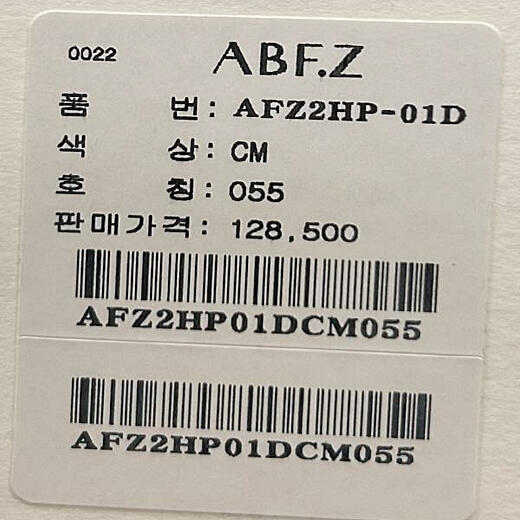 0022 ABF.Z
품 번: AFZ2HP-01D
색 상: CM
호 칭: 055
판매가격: 128,500
AFZ2HP01DCM055
AFZ2HP01DCM055